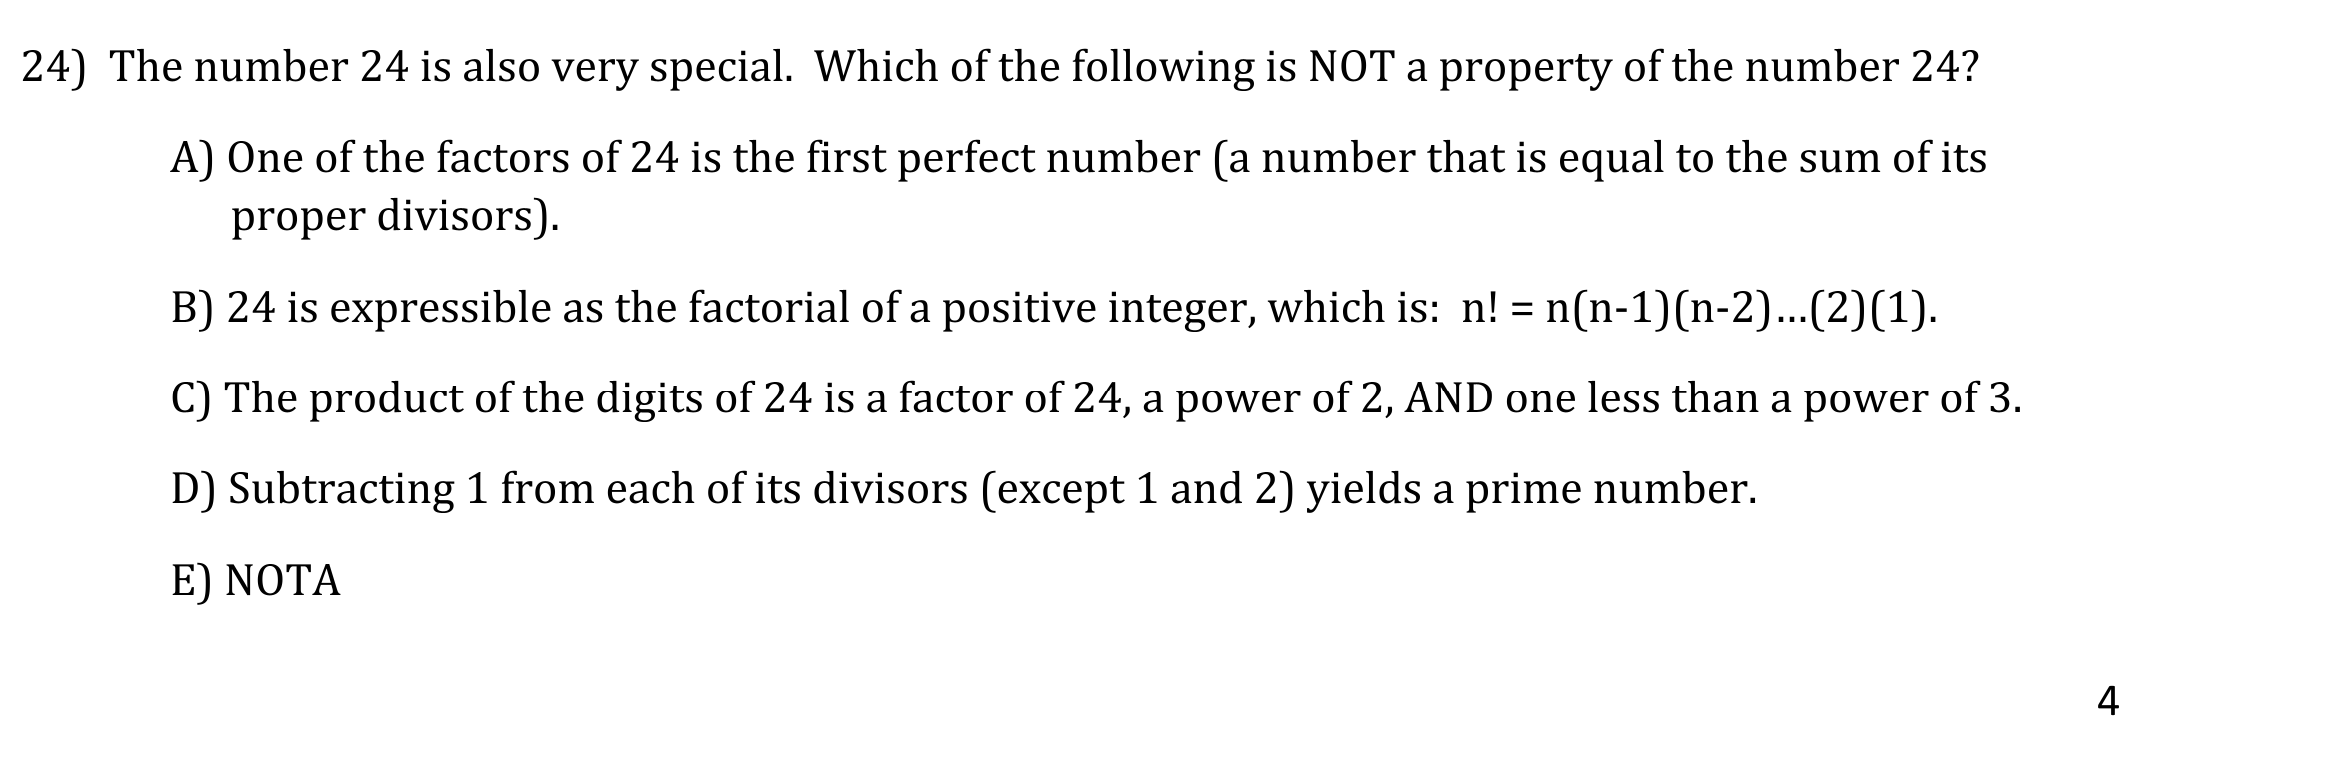 24) The number 24 is also very special. Which of the following is NOT a property of the number 24?
A) One of the factors of 24 is the first perfect number (a number that is equal to the sum of its
proper divisors).
B) 24 is expressible as the factorial of a positive integer, which is: n! = n(n-1)(n-2)...(2)(1).
C) The product of the digits of 24 is a factor of 24, a power of 2, AND one less than a power of 3.
D) Subtracting 1 from each of its divisors (except 1 and 2) yields a prime number.
E) NOTA
4